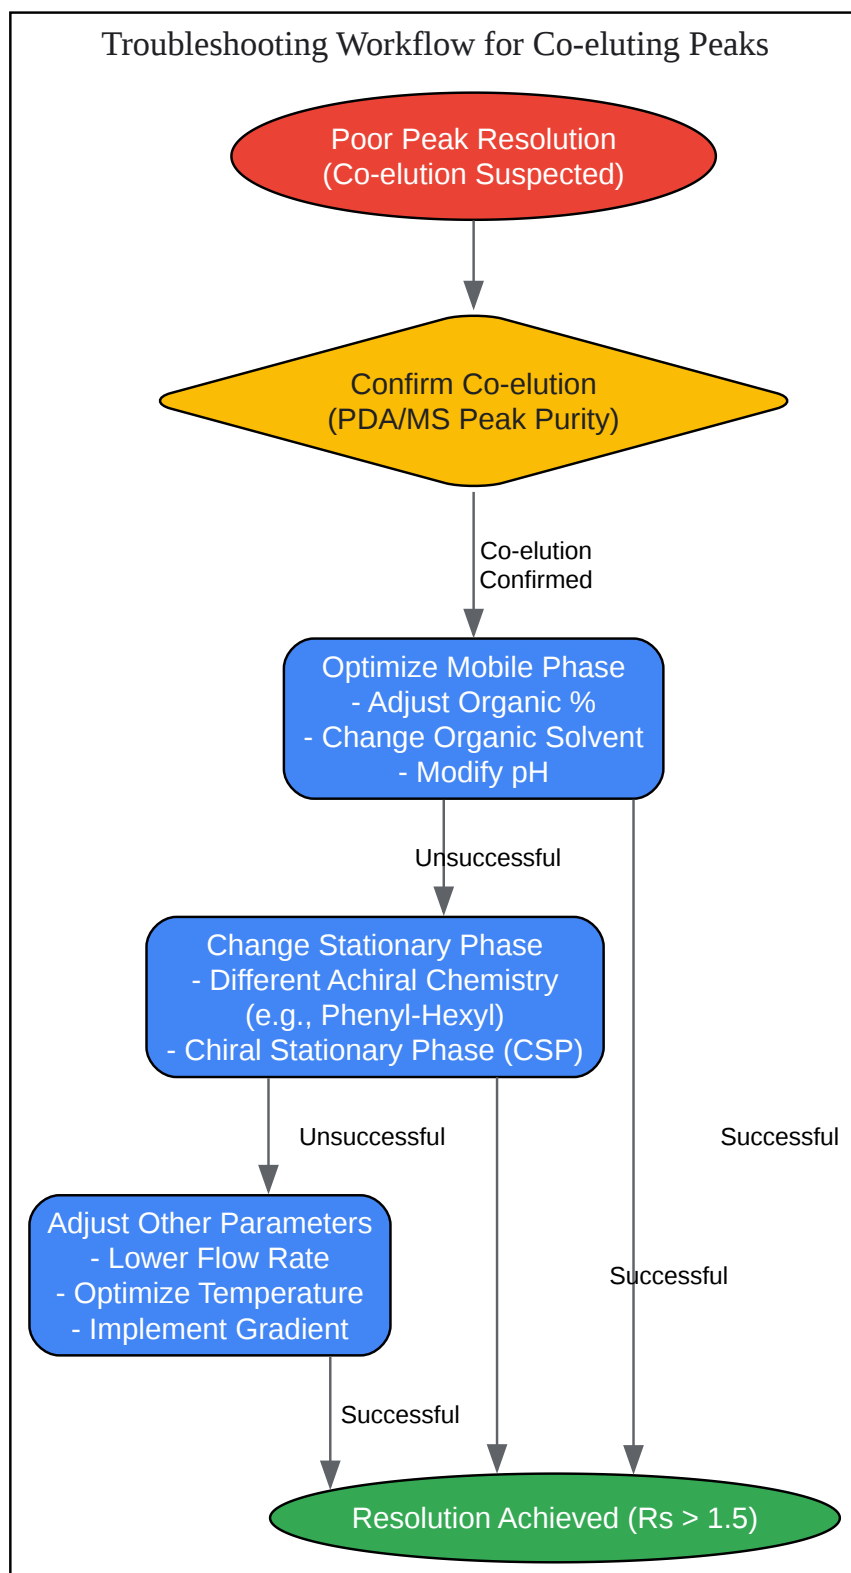 Troubleshooting Workflow for Co-eluting Peaks
Poor Peak Resolution
(Co-elution Suspected)
Confirm Co-elution
(PDA/MS Peak Purity)
Co-elution
Confirmed
Optimize Mobile Phase
- Adjust Organic %
- Change Organic Solvent
- Modify pH
Unsuccessful
Change Stationary Phase
- Different Achiral Chemistry
(e.g., Phenyl-Hexyl)
- Chiral Stationary Phase (CSP)
Unsuccessful
Successful
Adjust Other Parameters
- Lower Flow Rate
- Optimize Temperature
- Implement Gradient
Successful
Successful
Resolution Achieved (Rs > 1.5)